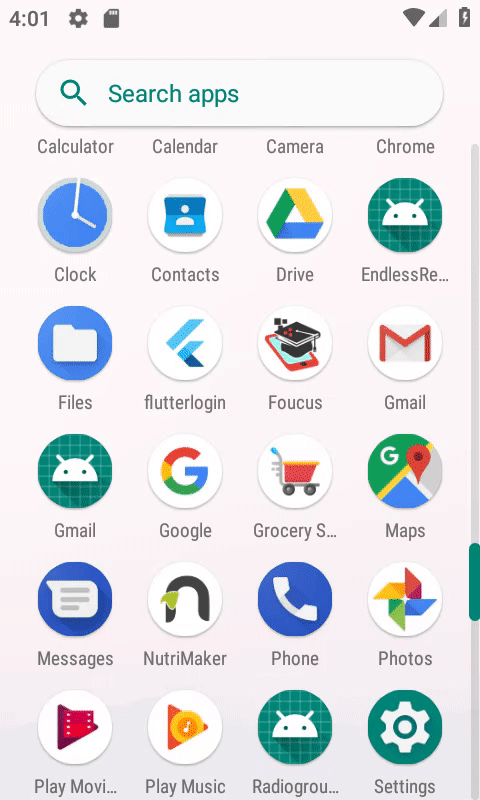 4:01
Search apps
Calculator Calendar Camera Chrome
Clock Contacts Drive EndlessRe...
Files flutterlogin Foucus Gmail
Gmail Google Grocery S... Maps
Messages NutriMaker Phone Photos
Play Movi... Play Music Radiogrou... Settings